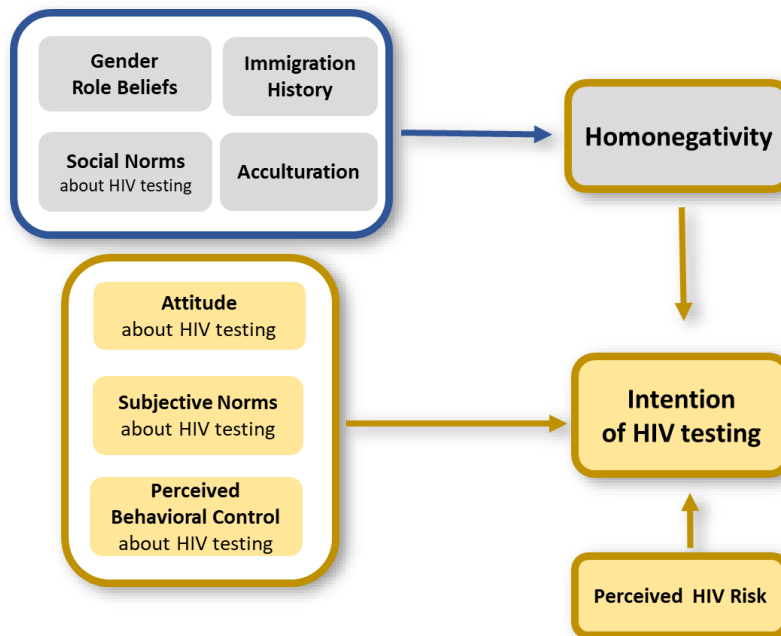 Gender
Role Beliefs
Immigration
History
Social Norms
about HIV testing
Acculturation
Homonegativity
Attitude
about HIV testing
Subjective Norms
about HIV testing
Perceived
Behavioral Control
about HIV testing
Intention
of HIV testing
Perceived HIV Risk